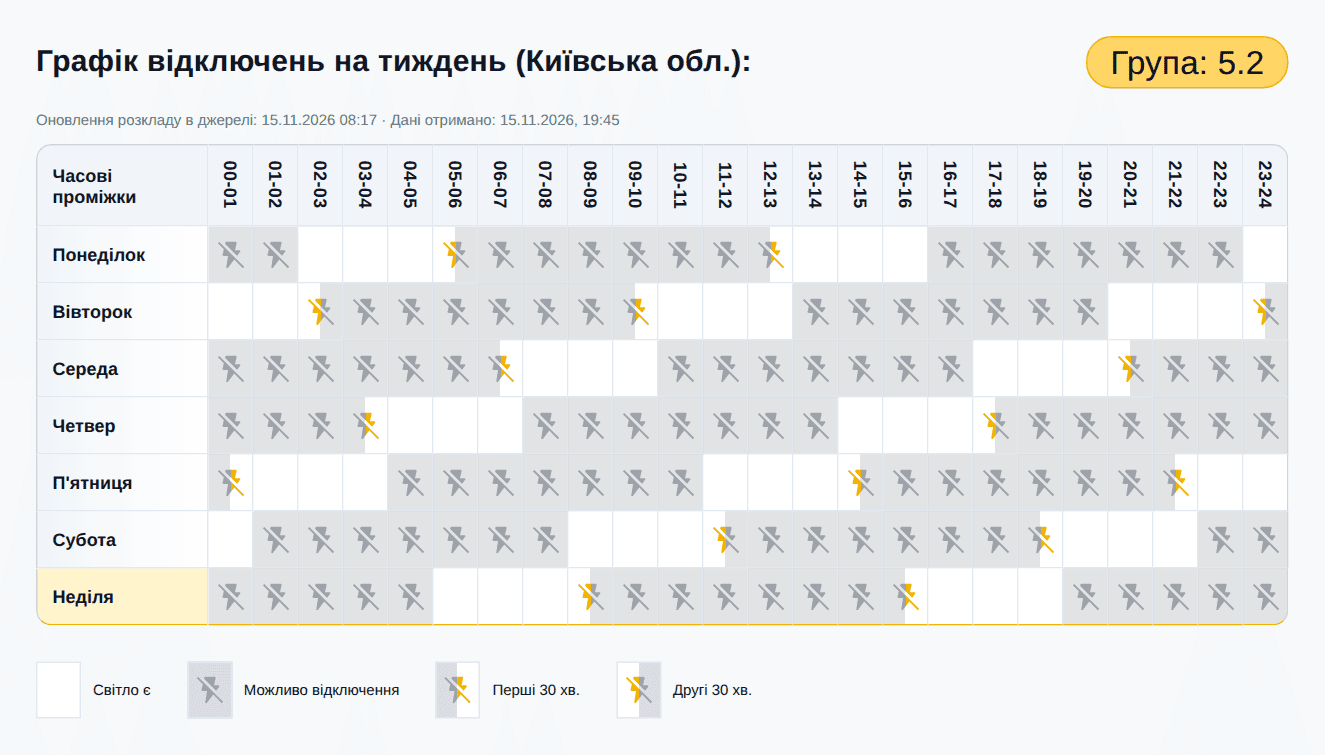 Графік відключень на тиждень (Київська обл.):
Група: 5.2
Оновлення розкладу в джерелі: 15.11.2026 08:17 · Дані отримано: 15.11.2026, 19:45
Часові
проміжки
00-01 01-02 02-03 03-04 04-05 05-06 06-07 07-08 08-09 09-10 10-11 11-12 12-13 13-14 14-15 15-16 16-17 17-18 18-19 19-20 20-21 21-22 22-23 23-24
Понеділок
Вівторок
Середа
Четвер
П'ятниця
Субота
Неділя
Світло є Можливо відключення Перші 30 хв. Другі 30 хв.